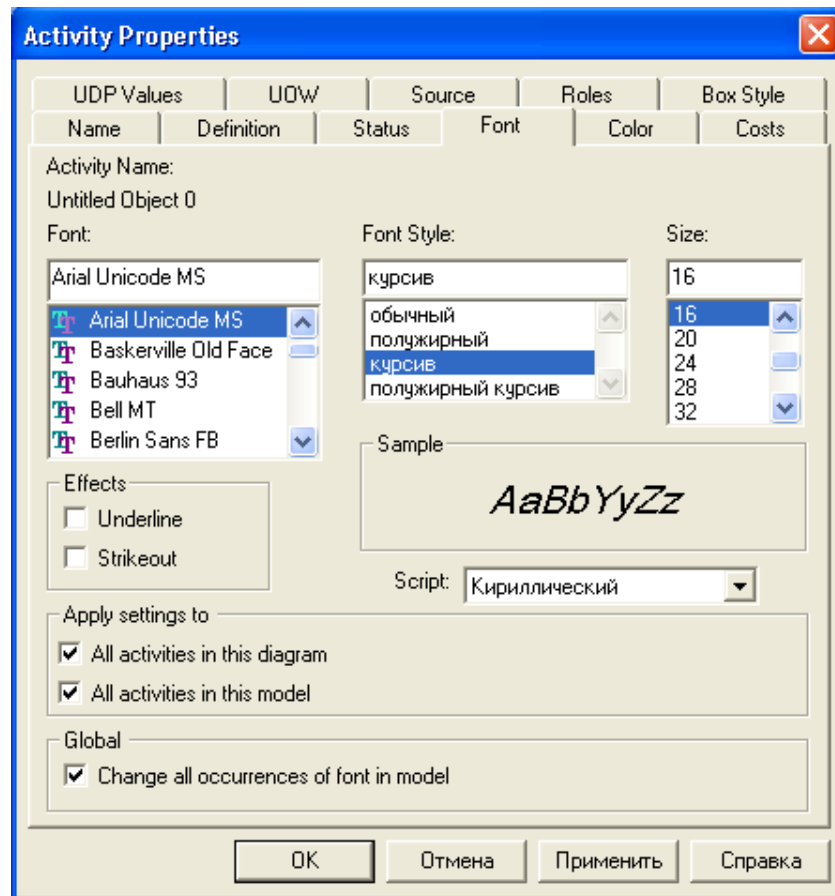 Activity Properties
UDP Values UOW Source Roles Box Style
Name Definition Status Font Color Costs
Activity Name:
Untitled Object 0
Font: Font Style: Size:
Arial Unicode MS курсив 16
Arial Unicode MS обычный 16
Baskerville Old Face полужирный 20
Bauhaus 93 курсив 24
Bell MT полужирный курсив 28
Berlin Sans FB 32
Sample
AaBbYyZz
Effects
Underline
Strikeout
Script: Кириллический
Apply settings to
All activities in this diagram
All activities in this model
Global
Change all occurrences of font in model
OK Отмена Применить Справка